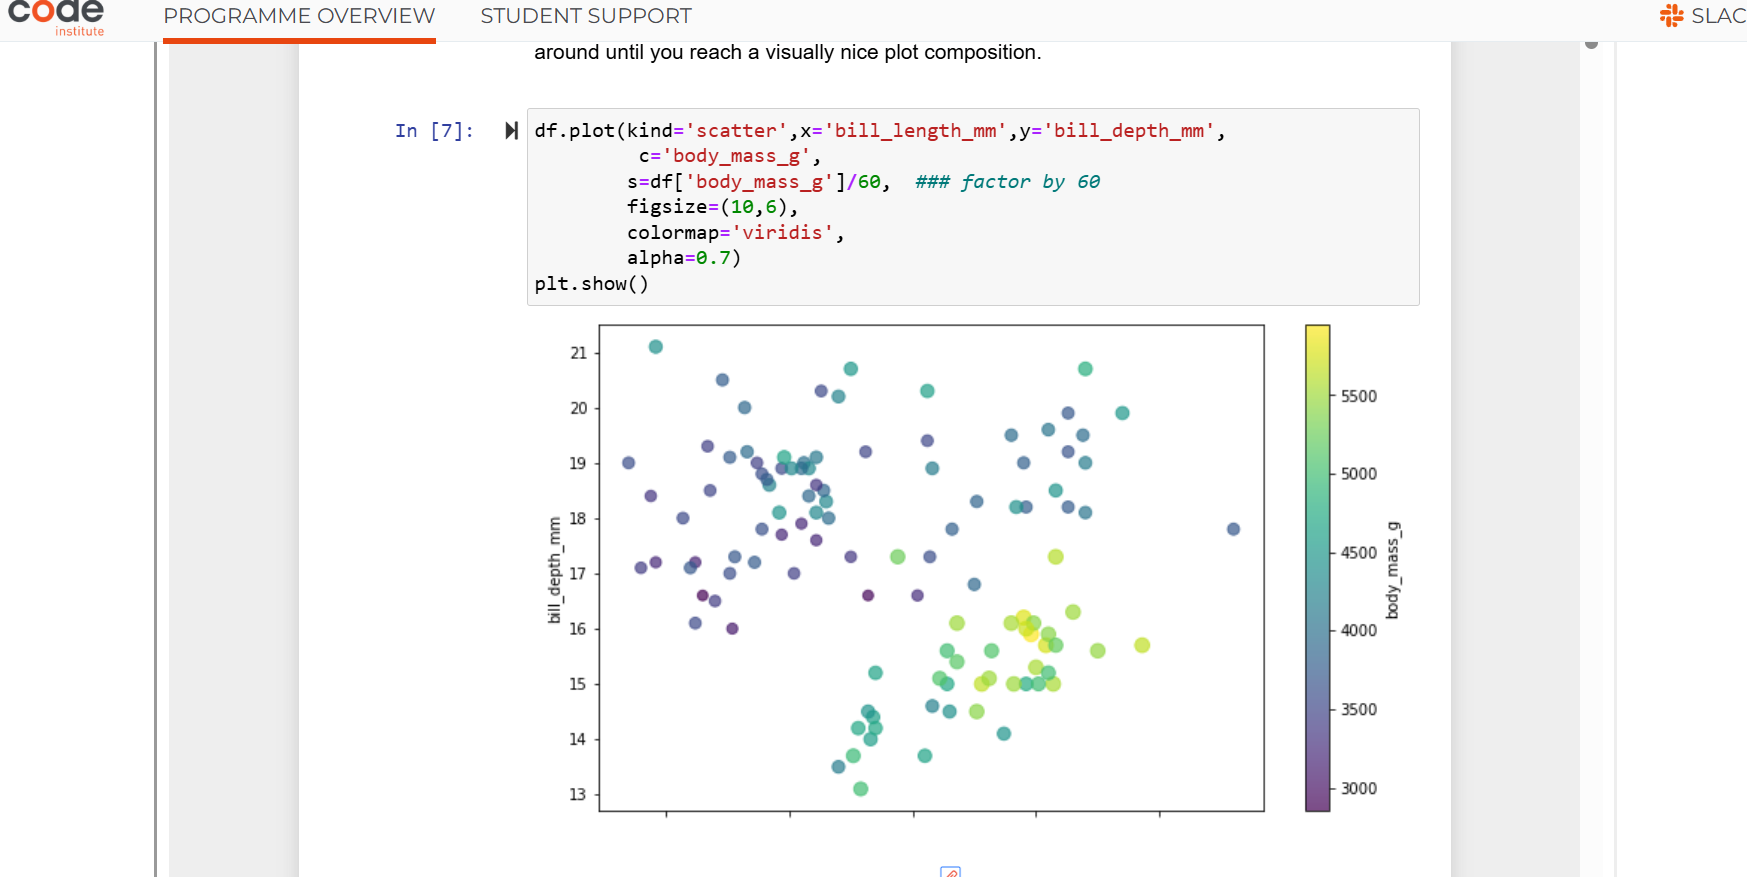 code
institute
PROGRAMME OVERVIEW
STUDENT SUPPORT
SLAC
around until you reach a visually nice plot composition.
In [7]:
df.plot(kind='scatter',x='bill_length_mm',y='bill_depth_mm',
c='body_mass_g',
s=df['body_mass_g']/60,  ### factor by 60
figsize=(10,6),
colormap='viridis',
alpha=0.7)
plt.show()
21
20
19
18
17
16
15
14
13
bill_depth_mm
5500
5000
4500
4000
3500
3000
body_mass_g